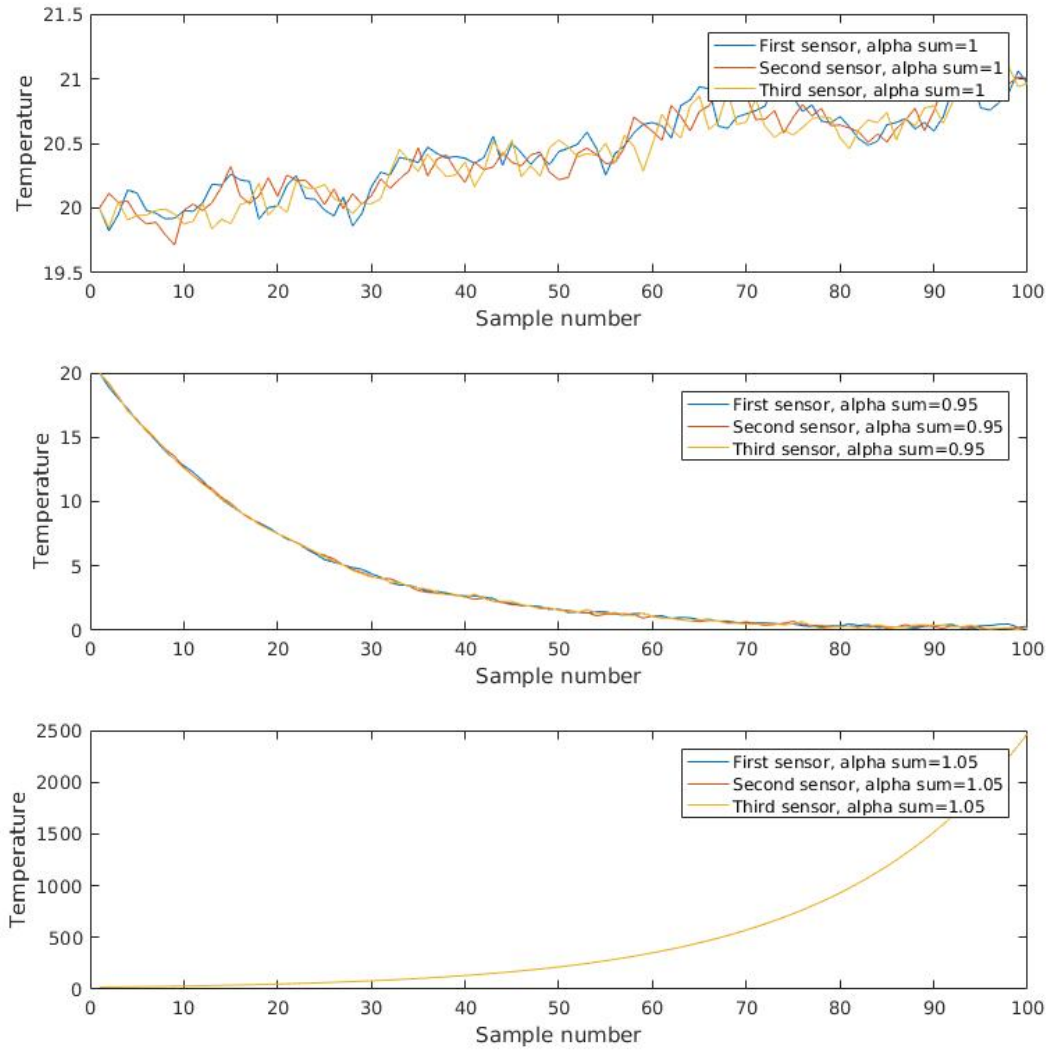 21.5
21
20.5
20
19.5
Temperature
First sensor, alpha sum=1
Second sensor, alpha sum=1
Third sensor, alpha sum=1
0 10 20 30 40 50 60 70 80 90 100
Sample number
20
15
10
5
0
Temperature
First sensor, alpha sum=0.95
Second sensor, alpha sum=0.95
Third sensor, alpha sum=0.95
0 10 20 30 40 50 60 70 80 90 100
Sample number
2500
2000
1500
1000
500
0
Temperature
First sensor, alpha sum=1.05
Second sensor, alpha sum=1.05
Third sensor, alpha sum=1.05
0 10 20 30 40 50 60 70 80 90 100
Sample number